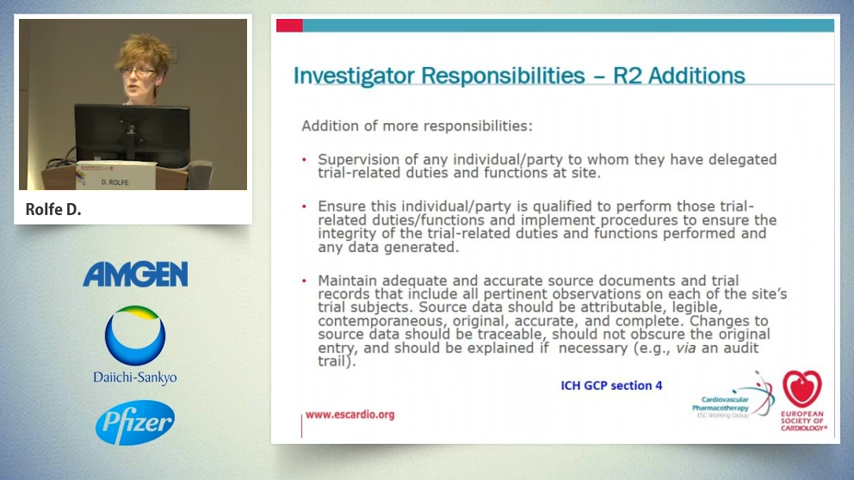 D. ROLFE
Rolfe D.
AMGEN
Daiichi-Sankyo
Pfizer
Investigator Responsibilities – R2 Additions
Addition of more responsibilities:
• Supervision of any individual/party to whom they have delegated
trial-related duties and functions at site.
• Ensure this individual/party is qualified to perform those trial-
related duties/functions and implement procedures to ensure the
integrity of the trial-related duties and functions performed and
any data generated.
• Maintain adequate and accurate source documents and trial
records that include all pertinent observations on each of the site's
trial subjects. Source data should be attributable, legible,
contemporaneous, original, accurate, and complete. Changes to
source data should be traceable, should not obscure the original
entry, and should be explained if necessary (e.g., via an audit
trail).
ICH GCP section 4
www.escardio.org
Cardiovascular
Pharmacotherapy
ESC Working Group
EUROPEAN
SOCIETY OF
CARDIOLOGY®